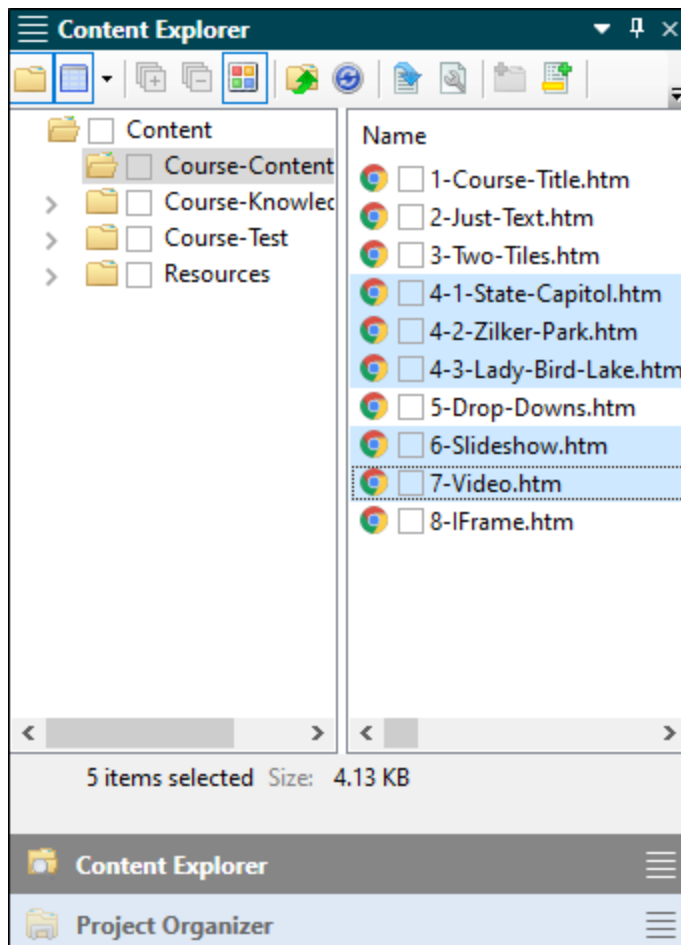 Content Explorer
Content
Course-Content
Course-Knowlec
Course-Test
Resources
Name
1-Course-Title.htm
2-Just-Text.htm
3-Two-Tiles.htm
4-1-State-Capitol.htm
4-2-Zilker-Park.htm
4-3-Lady-Bird-Lake.htm
5-Drop-Downs.htm
6-Slideshow.htm
7-Video.htm
8-IFrame.htm
5 items selected Size: 4.13 KB
Content Explorer
Project Organizer